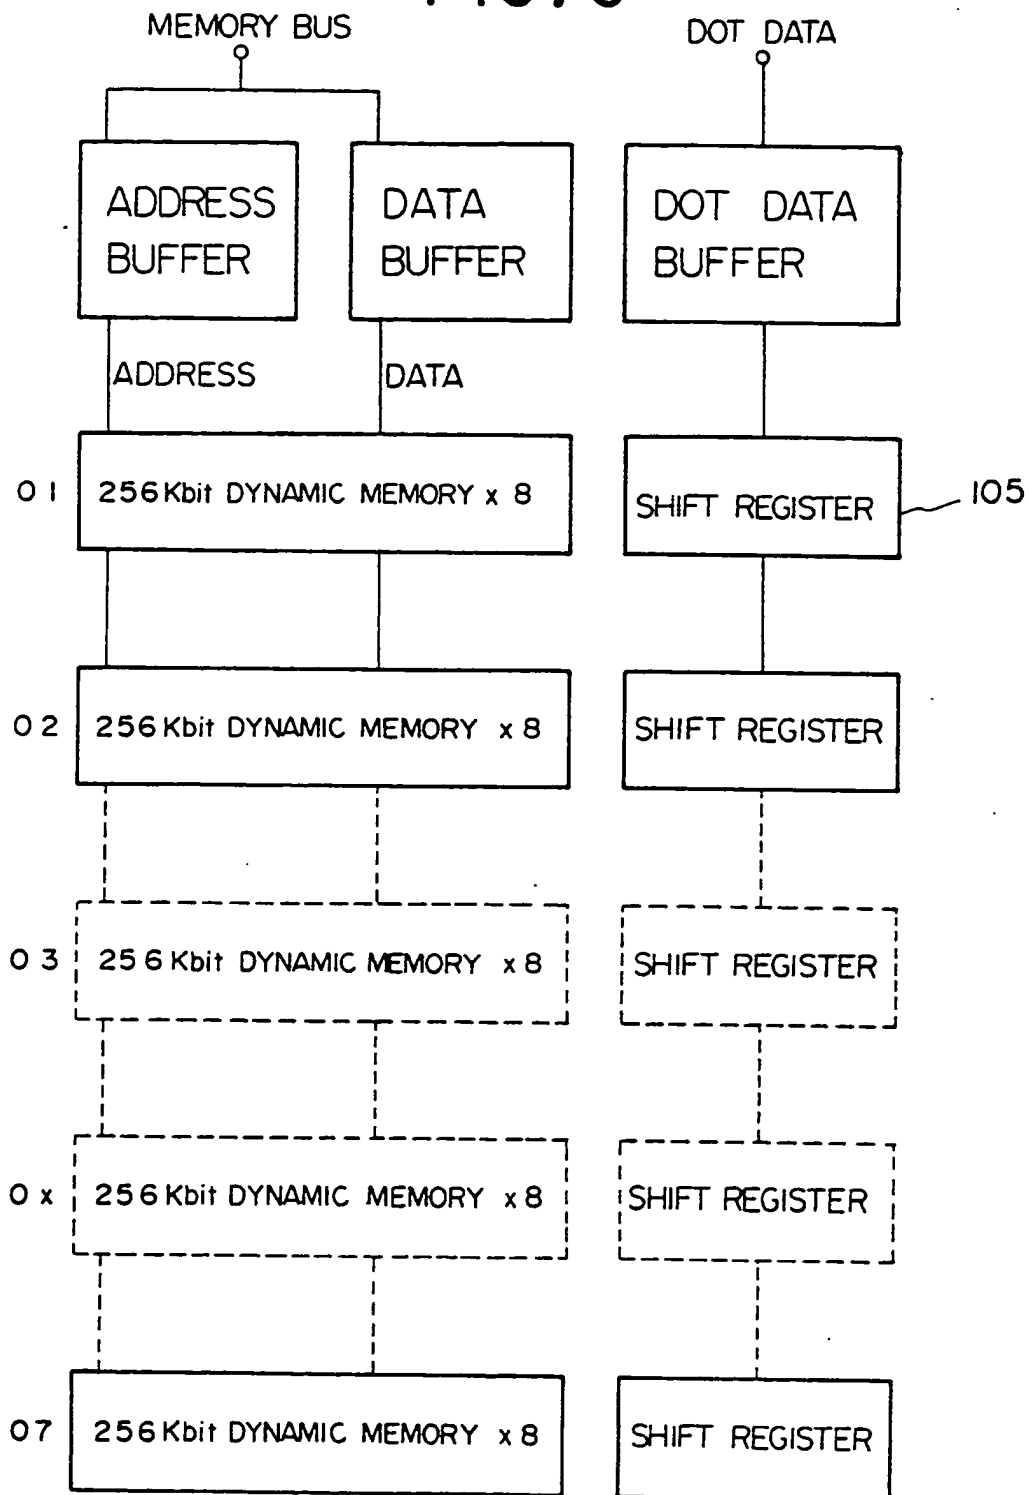 MEMORY BUS
DOT DATA
ADDRESS
BUFFER
DATA
BUFFER
DOT DATA
BUFFER
ADDRESS
DATA
01
256Kbit DYNAMIC MEMORY x 8
SHIFT REGISTER
105
02
256Kbit DYNAMIC MEMORY x 8
SHIFT REGISTER
03
256Kbit DYNAMIC MEMORY x 8
SHIFT REGISTER
0x
256Kbit DYNAMIC MEMORY x 8
SHIFT REGISTER
07
256Kbit DYNAMIC MEMORY x 8
SHIFT REGISTER